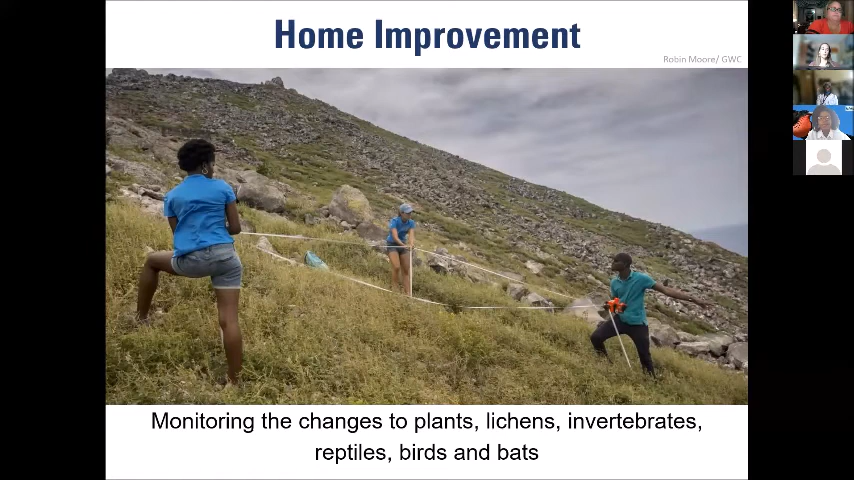 Home Improvement
Robin Moore/ GWC
Monitoring the changes to plants, lichens, invertebrates,
reptiles, birds and bats